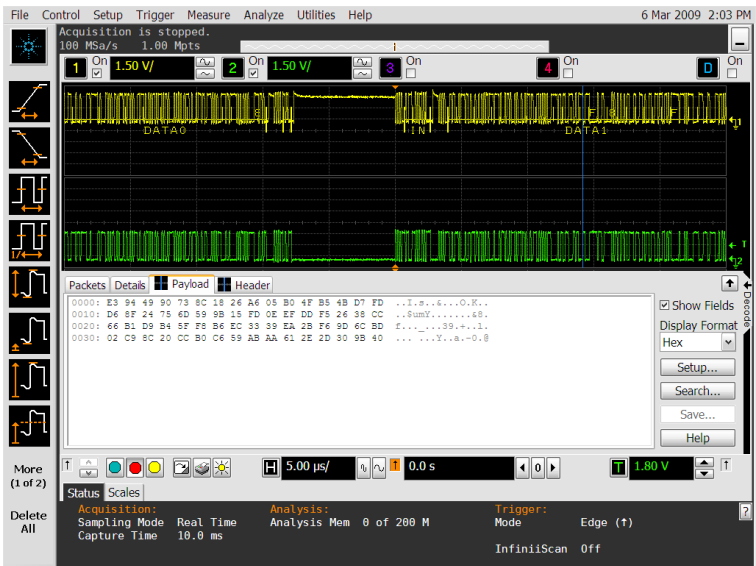 File Control Setup Trigger Measure Analyze Utilities Help 6 Mar 2009 2:03 PM
Acquisition is stopped.
100 MSa/s 1.00 Mpts
1 On 1.50 V/ 2 On 1.50 V/ 3 On 4 On D On
8 F 8 F
DATA0 IN DATA1
1
T
2
Packets Details Payload Header
0000: E3 94 49 90 73 8C 18 26 A6 05 B0 4F B5 4B D7 FD ..I.s..&...O.K..
0010: D6 8F 24 75 6D 59 9B 15 FD 0E EF DD F5 26 38 CC ..$umY.......&8.
0020: 66 B1 D9 B4 5F F8 B6 EC 33 39 EA 2B F6 9D 6C BD f..._...39.+..l.
0030: 02 C9 8C 20 CC B0 C6 59 AB AA 61 2E 2D 30 9B 40 ... ...Y..a.-0.@
Decode
Show Fields
Display Format
Hex
Setup...
Search...
Save...
Help
More
(1 of 2)
Delete
All
H 5.00 µs/ 0.0 s 0 T 1.80 V
Status Scales
Acquisition: Analysis: Trigger: ?
Sampling Mode Real Time Analysis Mem 0 of 200 M Mode Edge (↑)
Capture Time 10.0 ms
InfiniiScan Off